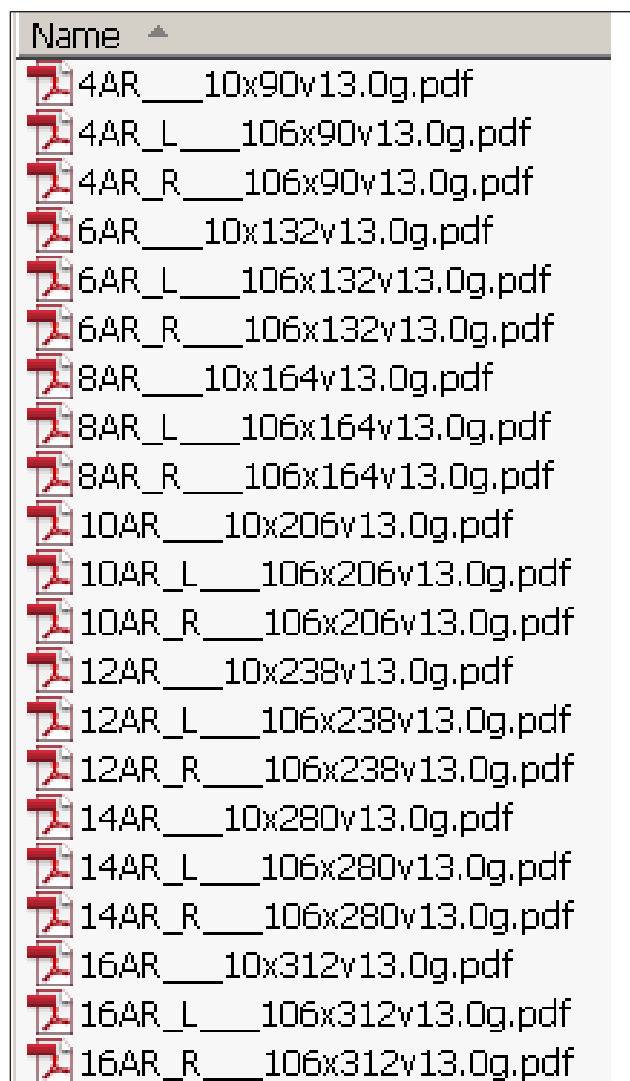 Name
4AR___10x90v13.0g.pdf
4AR_L___106x90v13.0g.pdf
4AR_R___106x90v13.0g.pdf
6AR___10x132v13.0g.pdf
6AR_L___106x132v13.0g.pdf
6AR_R___106x132v13.0g.pdf
8AR___10x164v13.0g.pdf
8AR_L___106x164v13.0g.pdf
8AR_R___106x164v13.0g.pdf
10AR___10x206v13.0g.pdf
10AR_L___106x206v13.0g.pdf
10AR_R___106x206v13.0g.pdf
12AR___10x238v13.0g.pdf
12AR_L___106x238v13.0g.pdf
12AR_R___106x238v13.0g.pdf
14AR___10x280v13.0g.pdf
14AR_L___106x280v13.0g.pdf
14AR_R___106x280v13.0g.pdf
16AR___10x312v13.0g.pdf
16AR_L___106x312v13.0g.pdf
16AR_R___106x312v13.0g.pdf